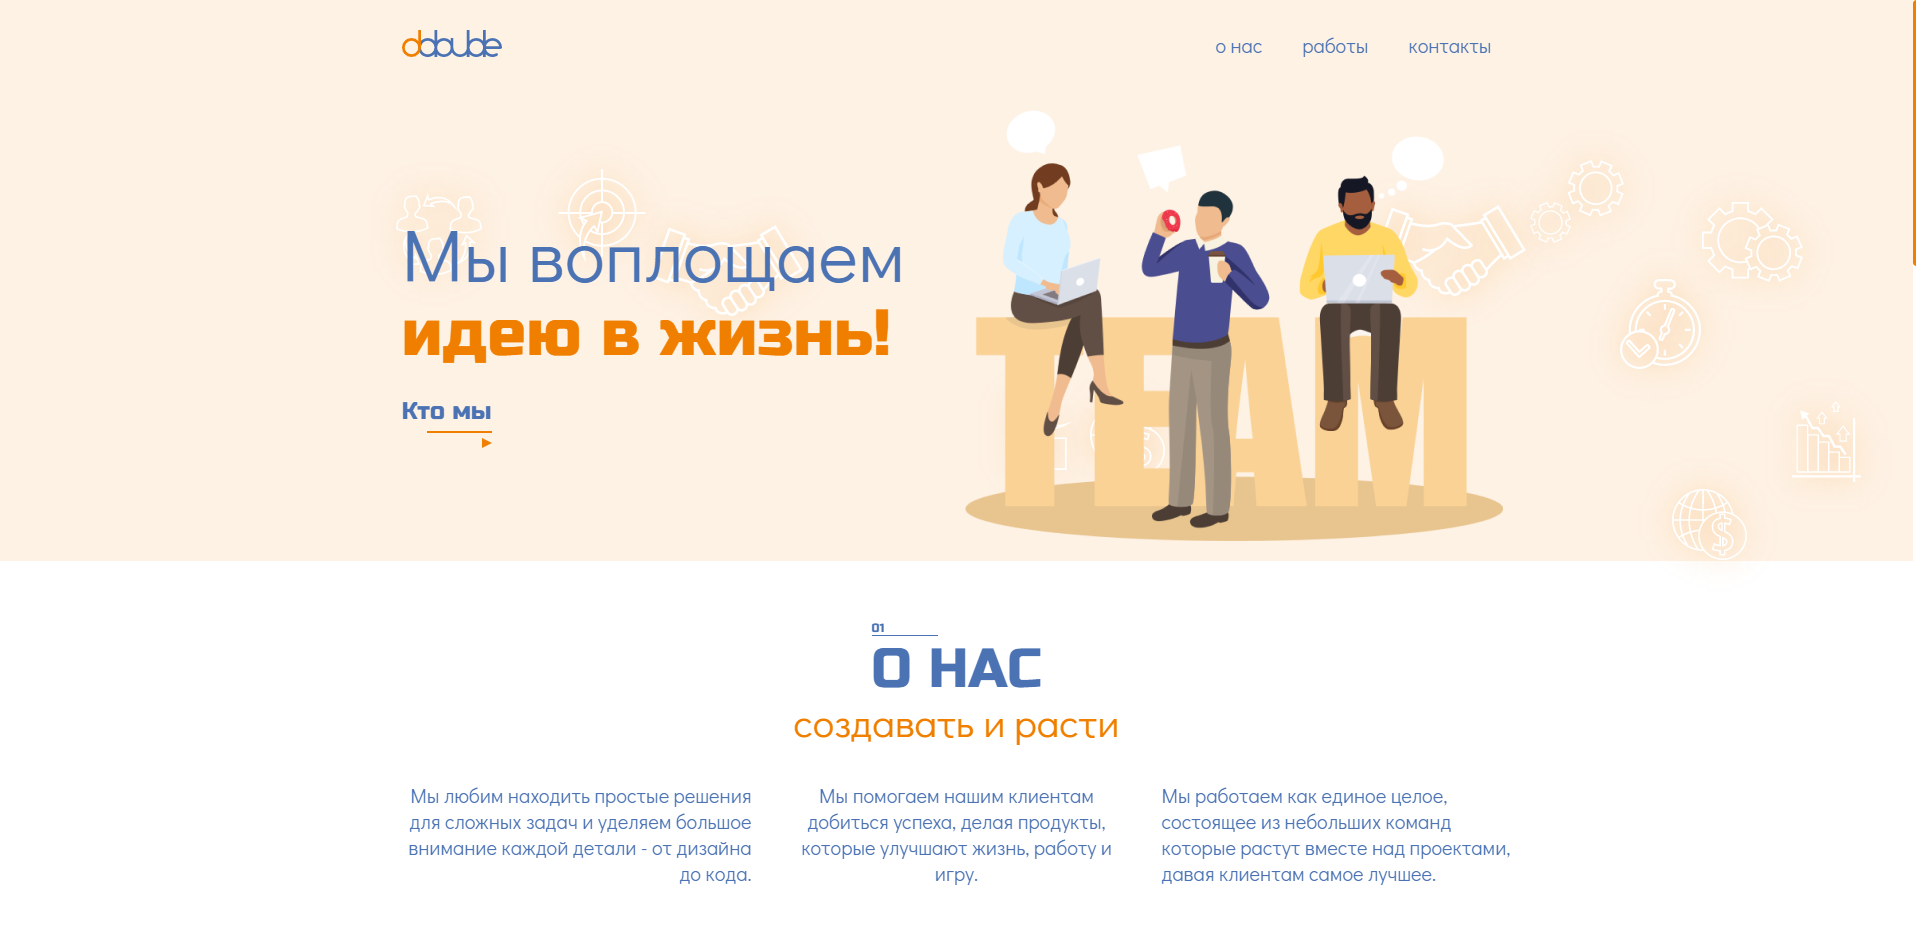 о нас работы контакты
Мы воплощаем
идею в жизнь!
Кто мы
TEAM
01
О НАС
создавать и расти
Мы любим находить простые решения
для сложных задач и уделяем большое
внимание каждой детали - от дизайна
до кода.
Мы помогаем нашим клиентам
добиться успеха, делая продукты,
которые улучшают жизнь, работу и
игру.
Мы работаем как единое целое,
состоящее из небольших команд
которые растут вместе над проектами,
давая клиентам самое лучшее.